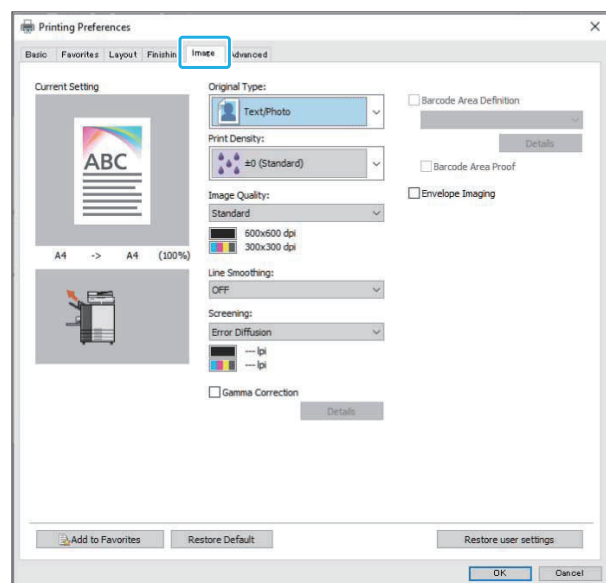 Printing Preferences
Basic Favorites Layout Finishin Image Advanced
Current Setting
ABC
A4 -> A4 (100%)
Original Type:
Text/Photo
Print Density:
±0 (Standard)
Image Quality:
Standard
600x600 dpi
300x300 dpi
Line Smoothing:
OFF
Screening:
Error Diffusion
--- lpi
--- lpi
Gamma Correction
Details
Barcode Area Definition
Details
Barcode Area Proof
Envelope Imaging
Add to Favorites Restore Default Restore user settings
OK Cancel